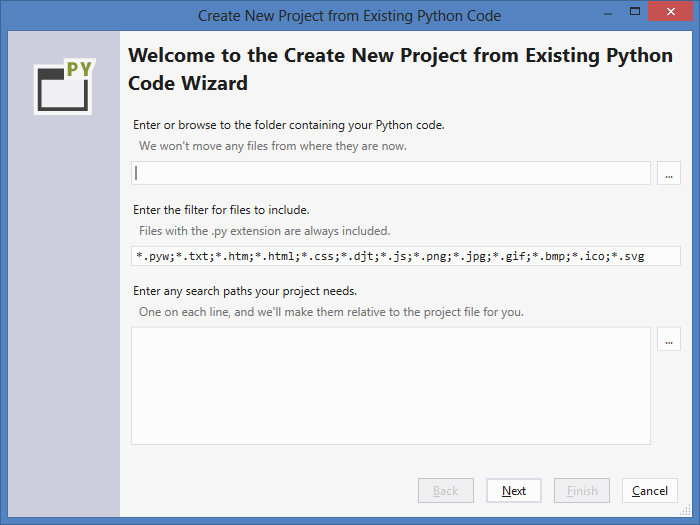 Create New Project from Existing Python Code
PY
Welcome to the Create New Project from Existing Python
Code Wizard
Enter or browse to the folder containing your Python code.
We won't move any files from where they are now.
...
Enter the filter for files to include.
Files with the .py extension are always included.
*.pyw;*.txt;*.htm;*.html;*.css;*.djt;*.js;*.png;*.jpg;*.gif;*.bmp;*.ico;*.svg
Enter any search paths your project needs.
One on each line, and we'll make them relative to the project file for you.
...
Back Next Finish Cancel